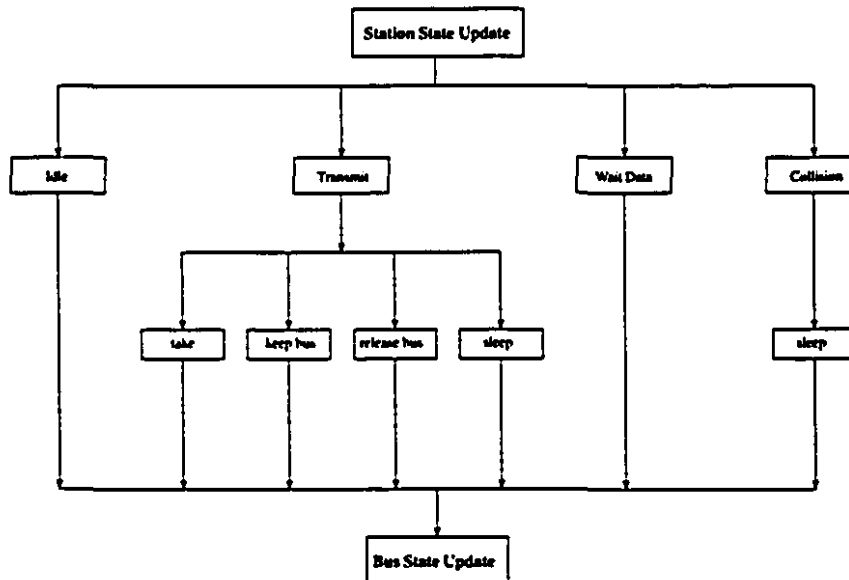 Station State Update
Idle
Transmit
Wait Data
Collision
take
keep bus
release bus
sleep
sleep
Bus State Update